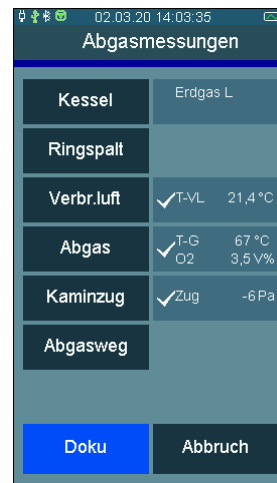 02.03.20 14:03:35
Abgasmessungen
Kessel Erdgas L
Ringspalt
Verbr.luft T-VL 21,4 °C
Abgas T-G 67 °C
O2 3,5 V%
Kaminzug Zug -6 Pa
Abgasweg
Doku Abbruch